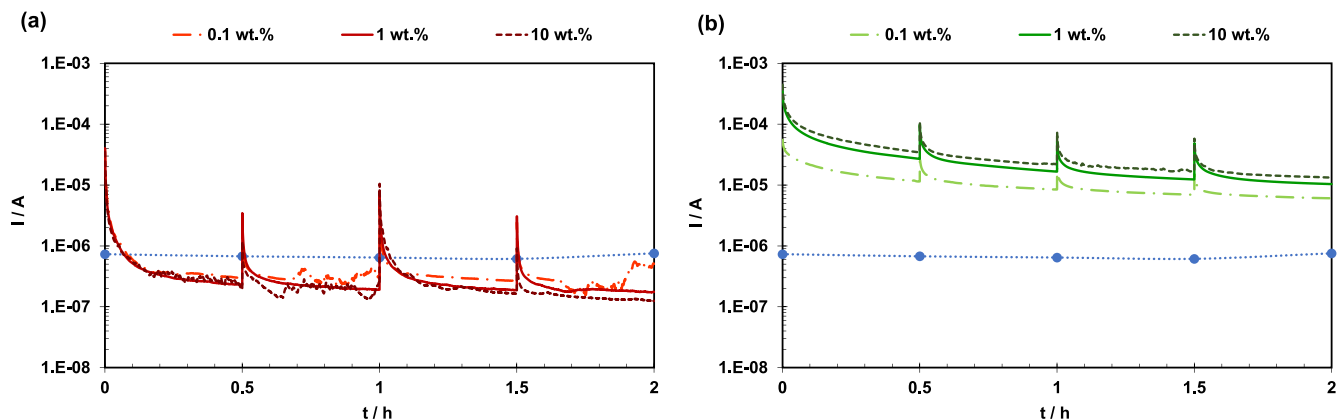 (a)
0.1 wt.% 1 wt.% 10 wt.%
1.E-03
1.E-04
1.E-05
1.E-06
1.E-07
1.E-08
I / A
0 0.5 1 1.5 2
t / h
(b)
0.1 wt.% 1 wt.% 10 wt.%
1.E-03
1.E-04
1.E-05
1.E-06
1.E-07
1.E-08
I / A
0 0.5 1 1.5 2
t / h